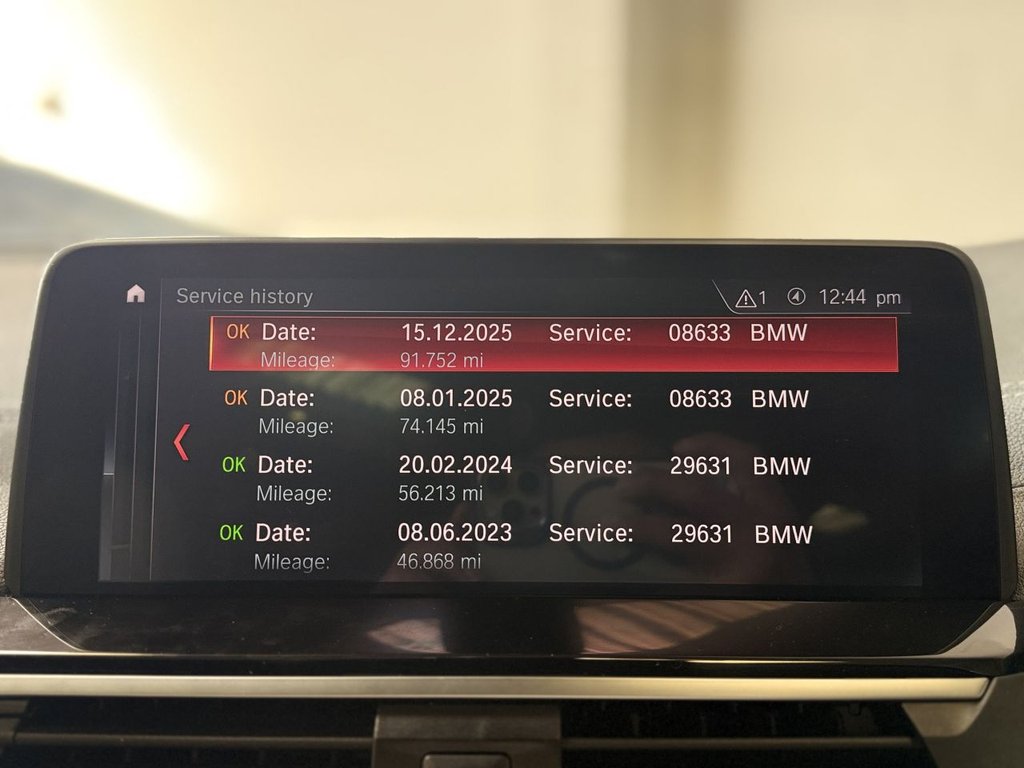 Service history 1 12:44 pm
OK Date: 15.12.2025 Service: 08633 BMW
Mileage: 91.752 mi
OK Date: 08.01.2025 Service: 08633 BMW
Mileage: 74.145 mi
OK Date: 20.02.2024 Service: 29631 BMW
Mileage: 56.213 mi
OK Date: 08.06.2023 Service: 29631 BMW
Mileage: 46.868 mi